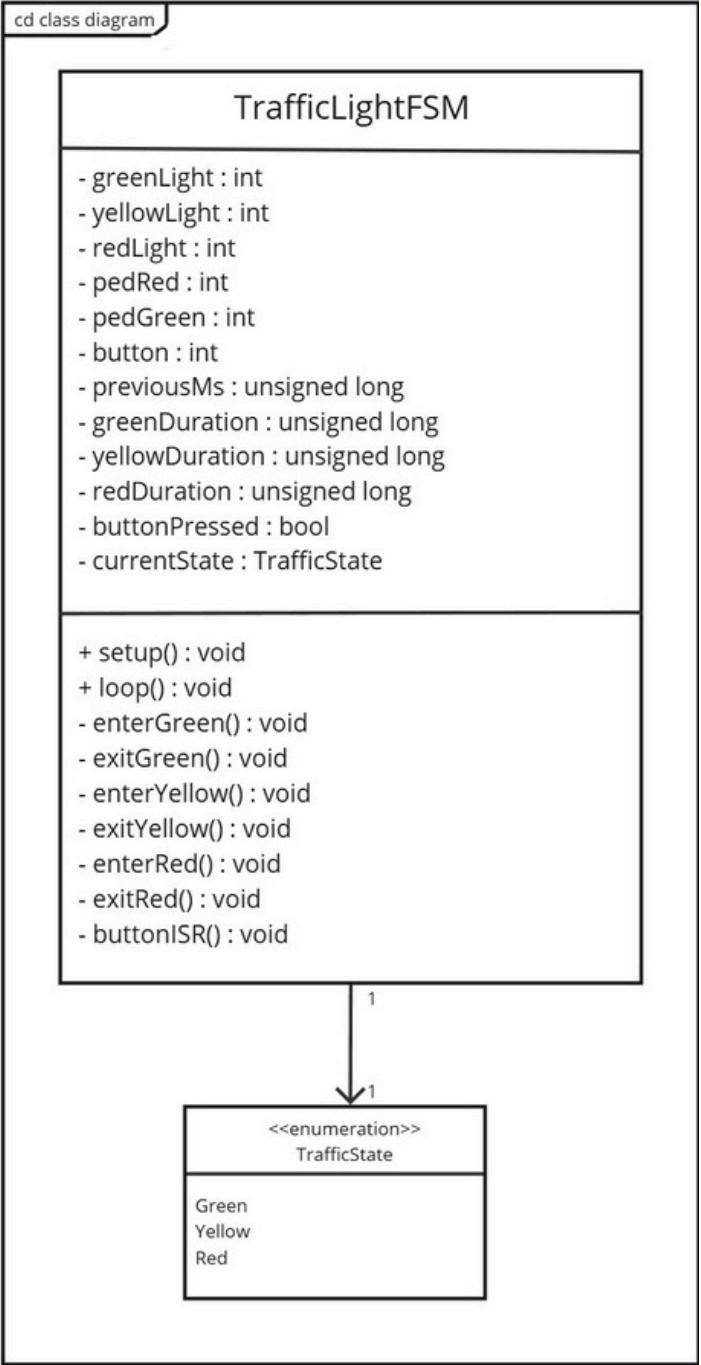 cd class diagram
TrafficLightFSM
- greenLight : int
- yellowLight : int
- redLight : int
- pedRed : int
- pedGreen : int
- button : int
- previousMs : unsigned long
- greenDuration : unsigned long
- yellowDuration : unsigned long
- redDuration : unsigned long
- buttonPressed : bool
- currentState : TrafficState
+ setup() : void
+ loop() : void
- enterGreen() : void
- exitGreen() : void
- enterYellow() : void
- exitYellow() : void
- enterRed() : void
- exitRed() : void
- buttonISR() : void
1
1
<<enumeration>>
TrafficState
Green
Yellow
Red